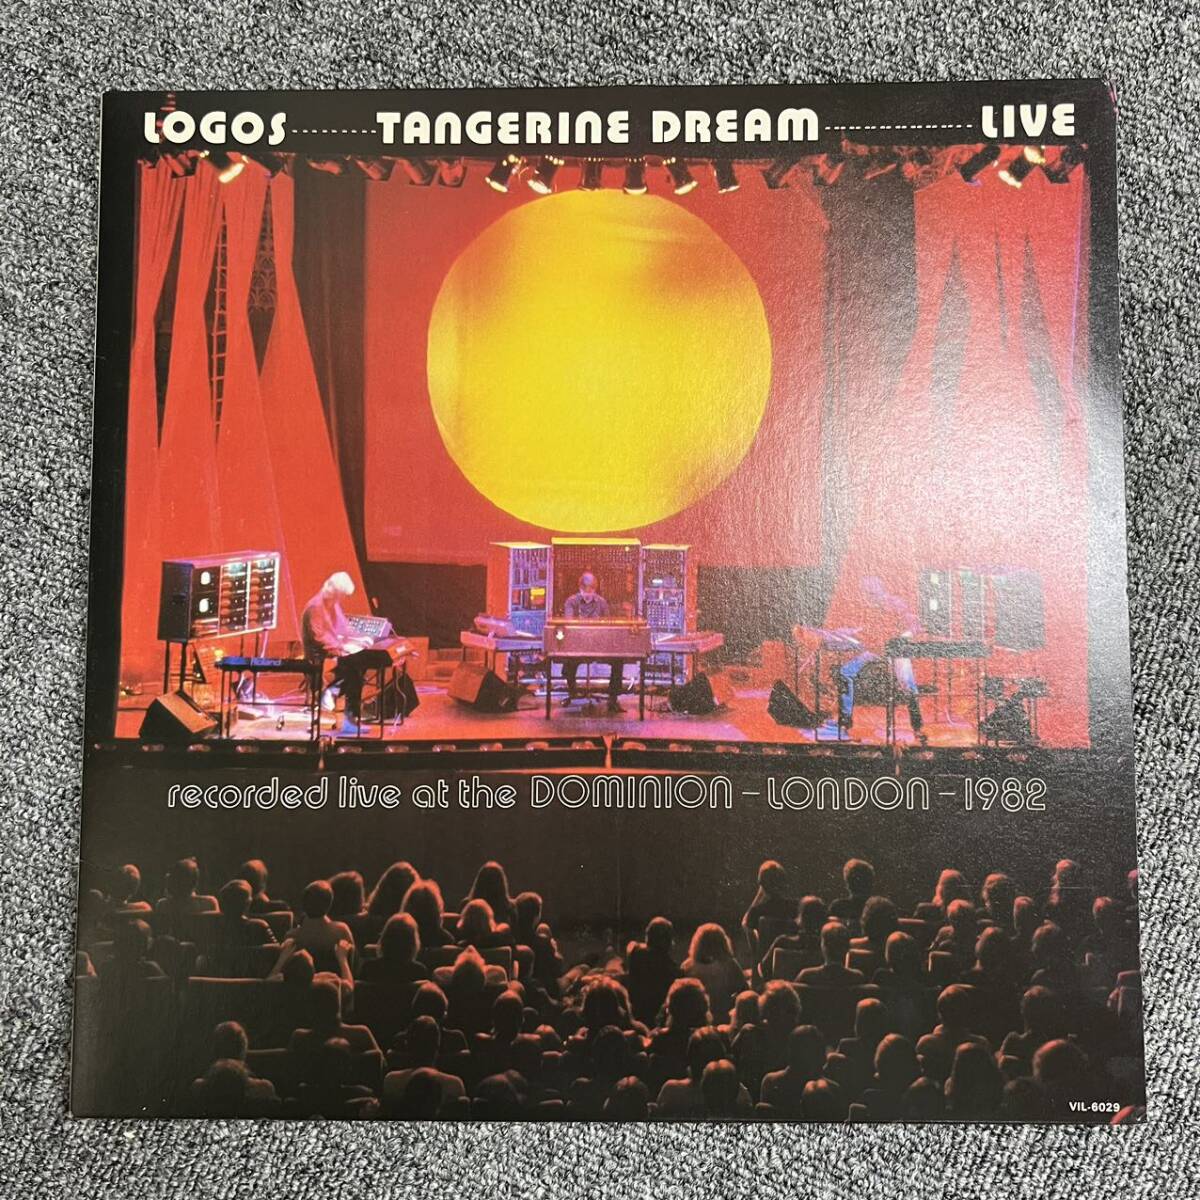 LOGOS--------TANGERINE DREAM----------------LIVE
Roland
recorded live at the DOMINION – LONDON – 1982
VIL-6029